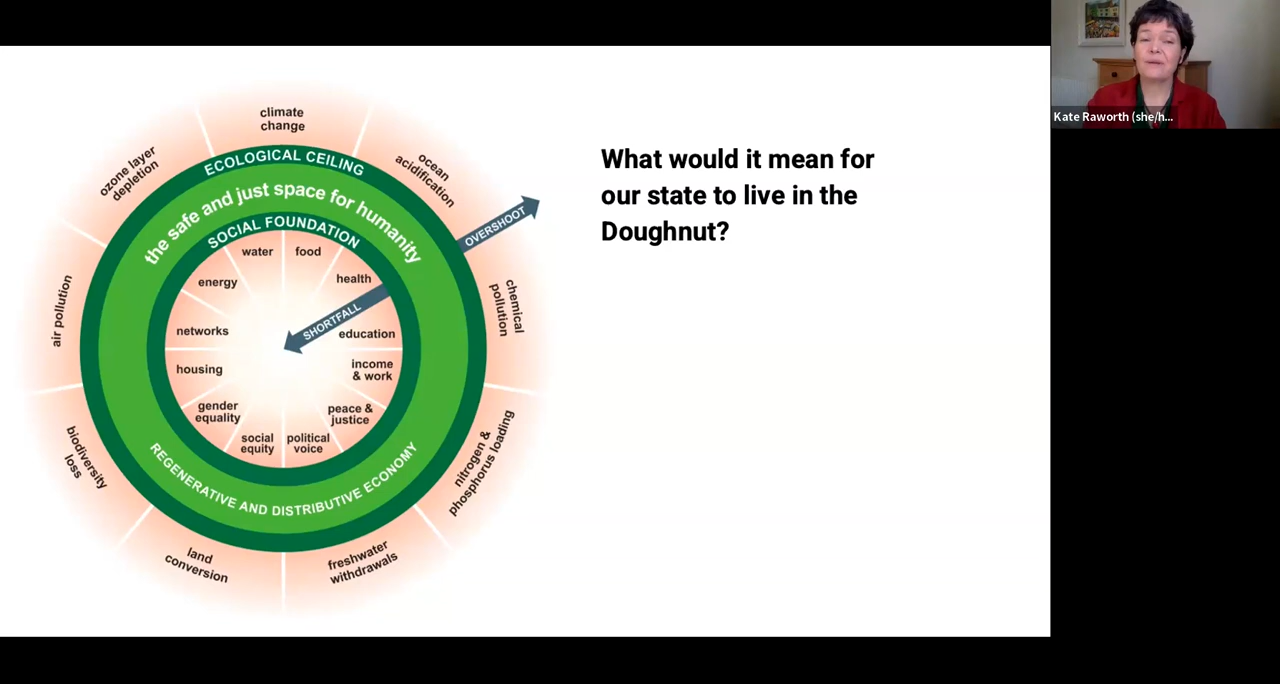 climate
change
ocean
acidification
chemical
pollution
nitrogen &
phosphorus loading
freshwater
withdrawals
land
conversion
biodiversity
loss
air pollution
ozone layer
depletion
ECOLOGICAL CEILING
the safe and just space for humanity
SOCIAL FOUNDATION
OVERSHOOT
water
food
health
SHORTFALL
education
income
& work
peace &
justice
political
voice
social
equity
gender
equality
housing
networks
energy
REGENERATIVE AND DISTRIBUTIVE ECONOMY
What would it mean for
our state to live in the
Doughnut?
Kate Raworth (she/h...